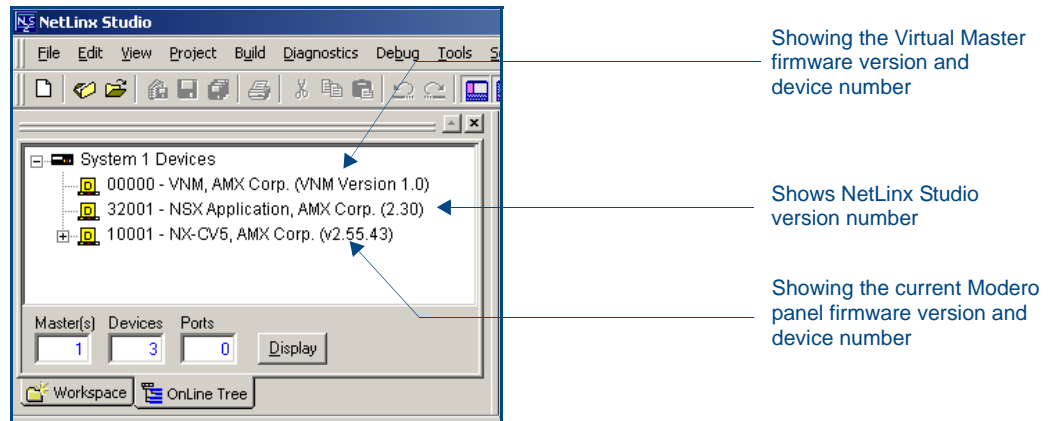 NetLinx Studio
File Edit View Project Build Diagnostics Debug Tools
System 1 Devices
00000 - VNM, AMX Corp. (VNM Version 1.0)
32001 - NSX Application, AMX Corp. (2.30)
10001 - NX-CV5, AMX Corp. (v2.55.43)
Master(s) Devices Ports
1 3 0 Display
Workspace OnLine Tree
Showing the Virtual Master
firmware version and
device number
Shows NetLinx Studio
version number
Showing the current Modero
panel firmware version and
device number